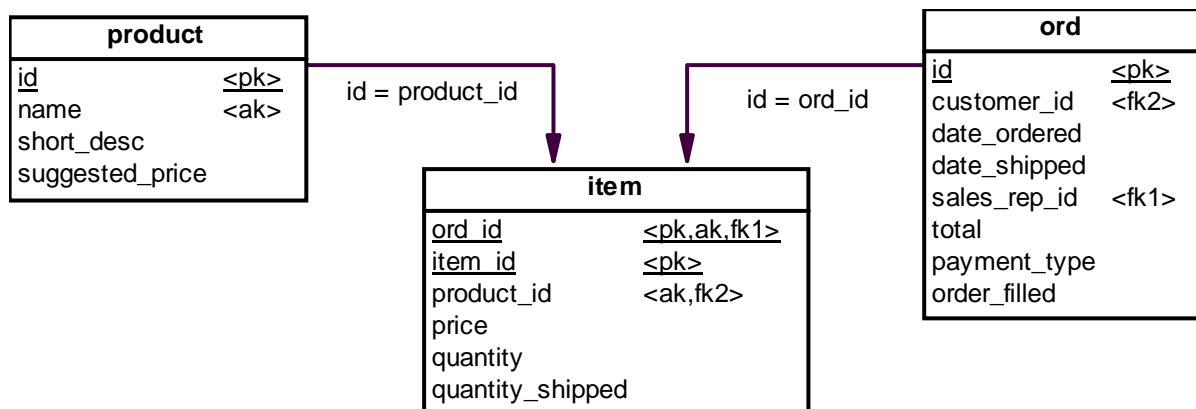 product
id <pk>
name <ak>
short_desc
suggested_price
id = product_id
id = ord_id
ord
id <pk>
customer_id <fk2>
date_ordered
date_shipped
sales_rep_id <fk1>
total
payment_type
order_filled
item
ord_id <pk,ak,fk1>
item_id <pk>
product_id <ak,fk2>
price
quantity
quantity_shipped